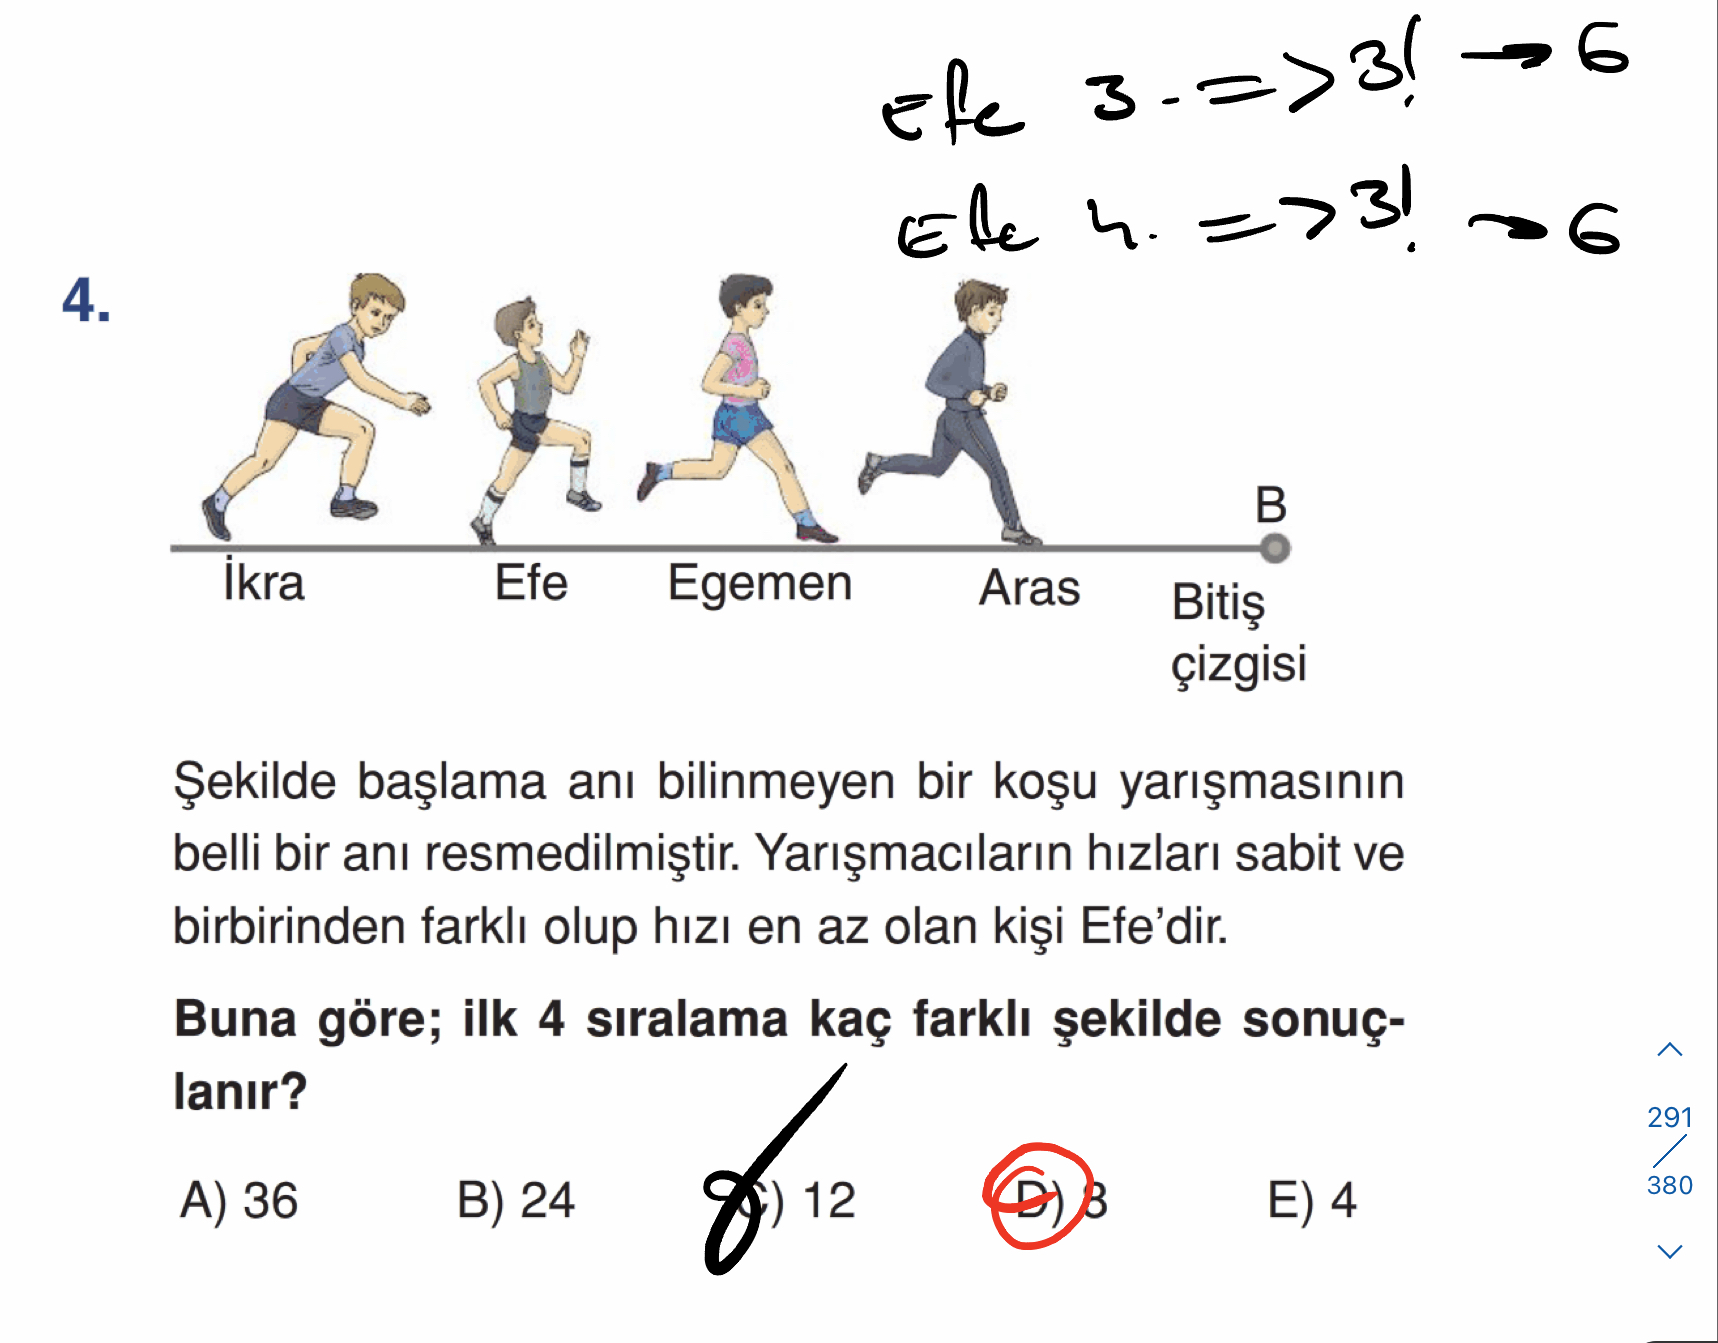 Efe 3. => 3! → 6
Efe 4. => 3! → 6
4.
B
İkra Efe Egemen Aras Bitiş
çizgisi
Şekilde başlama anı bilinmeyen bir koşu yarışmasının
belli bir anı resmedilmiştir. Yarışmacıların hızları sabit ve
birbirinden farklı olup hızı en az olan kişi Efe’dir.
Buna göre; ilk 4 sıralama kaç farklı şekilde sonuç-
lanır?
A) 36 B) 24 C) 12 D) 8 E) 4
291
/
380